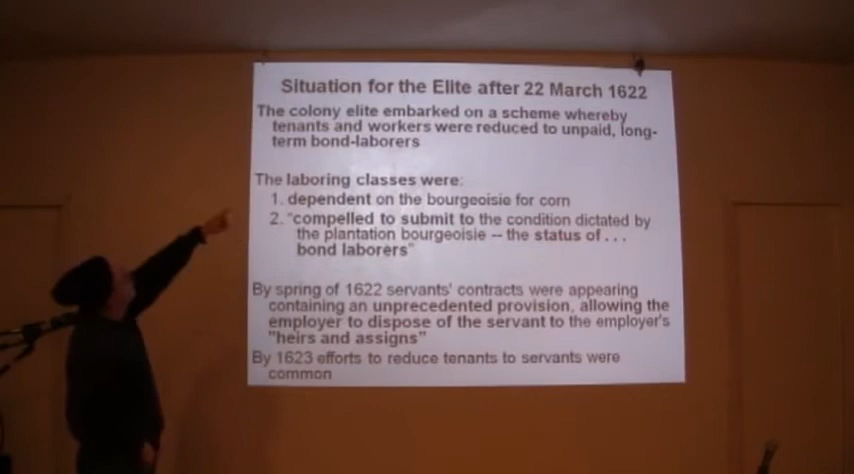 Situation for the Elite after 22 March 1622
The colony elite embarked on a scheme whereby
tenants and workers were reduced to unpaid, long-
term bond-laborers
The laboring classes were:
1. dependent on the bourgeoisie for corn
2. "compelled to submit to the condition dictated by
the plantation bourgeoisie -- the status of . . .
bond laborers"
By spring of 1622 servants' contracts were appearing
containing an unprecedented provision, allowing the
employer to dispose of the servant to the employer's
"heirs and assigns"
By 1623 efforts to reduce tenants to servants were
common